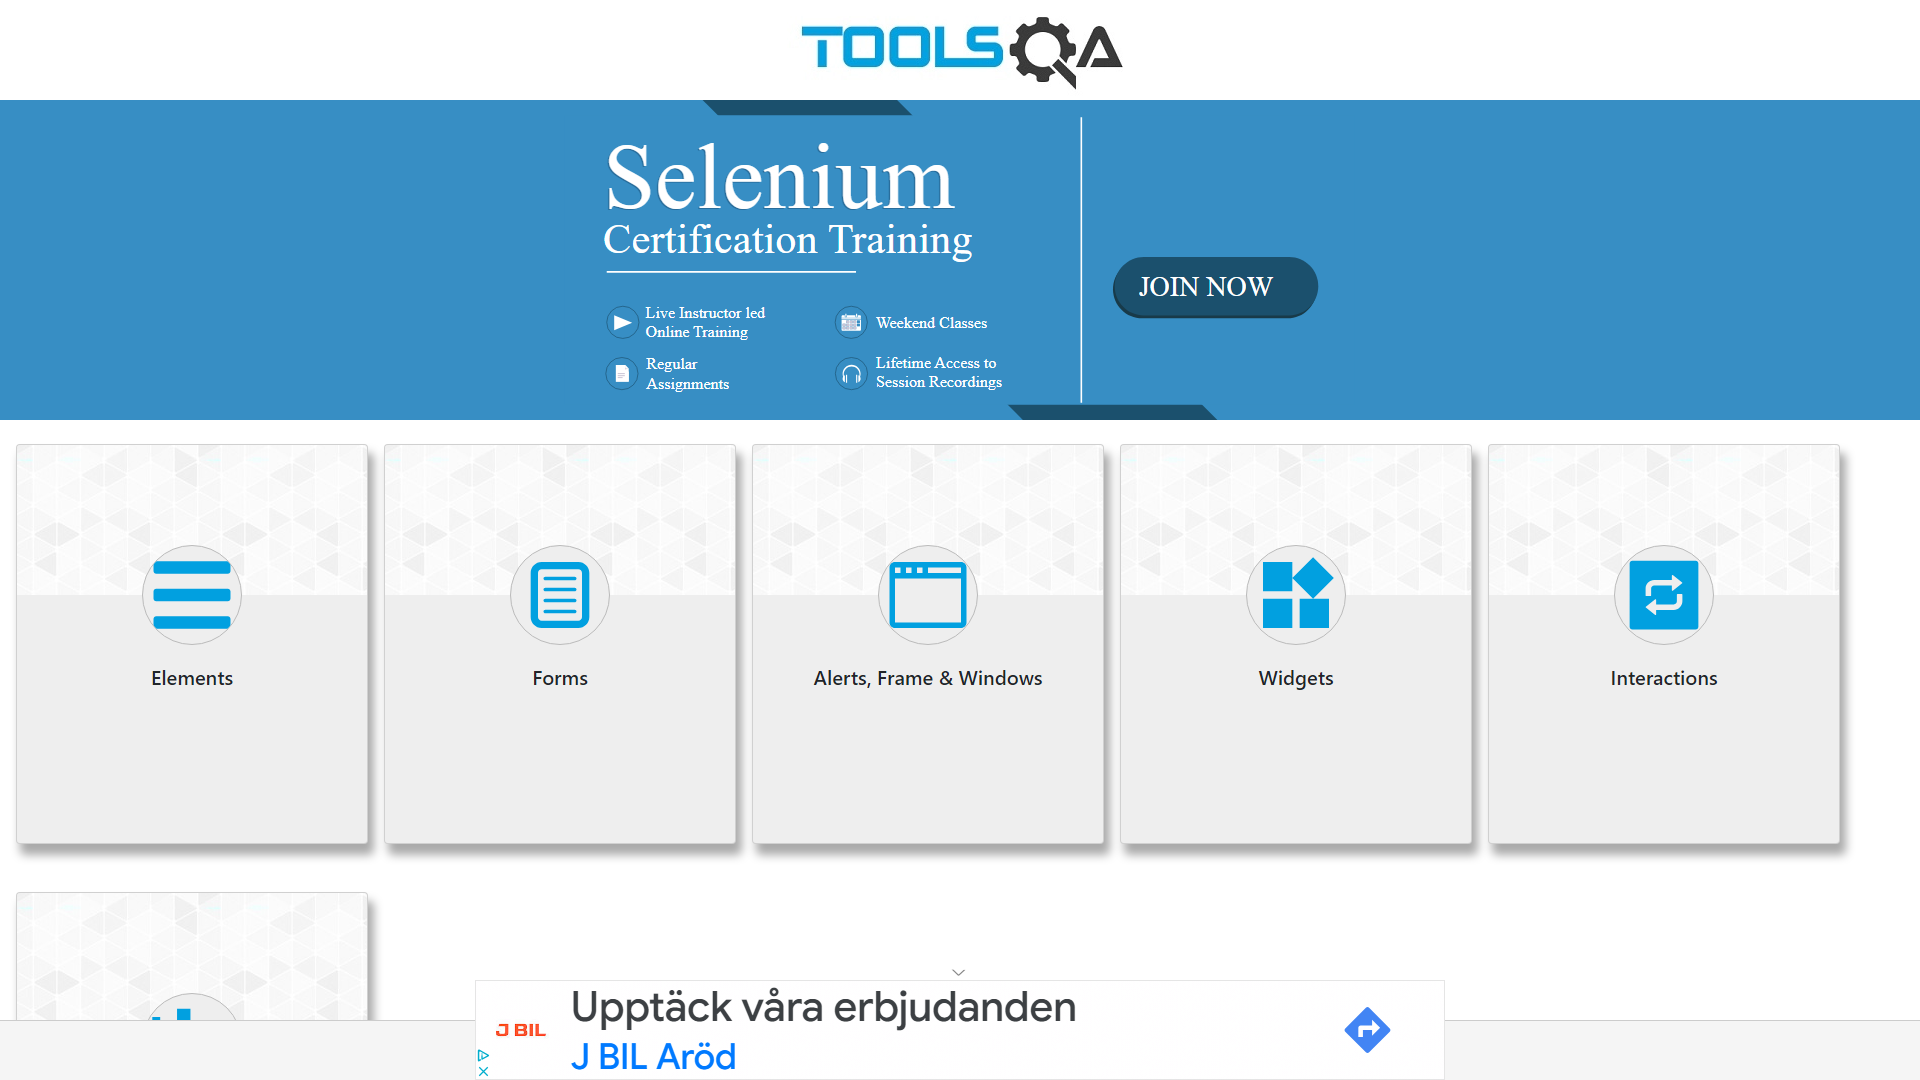 TOOLSQA
Selenium
Certification Training
JOIN NOW
Live Instructor led
Online Training
Weekend Classes
Regular
Assignments
Lifetime Access to
Session Recordings
Elements
Forms
Alerts, Frame & Windows
Widgets
Interactions
J BIL
Upptäck våra erbjudanden
J BIL Aröd